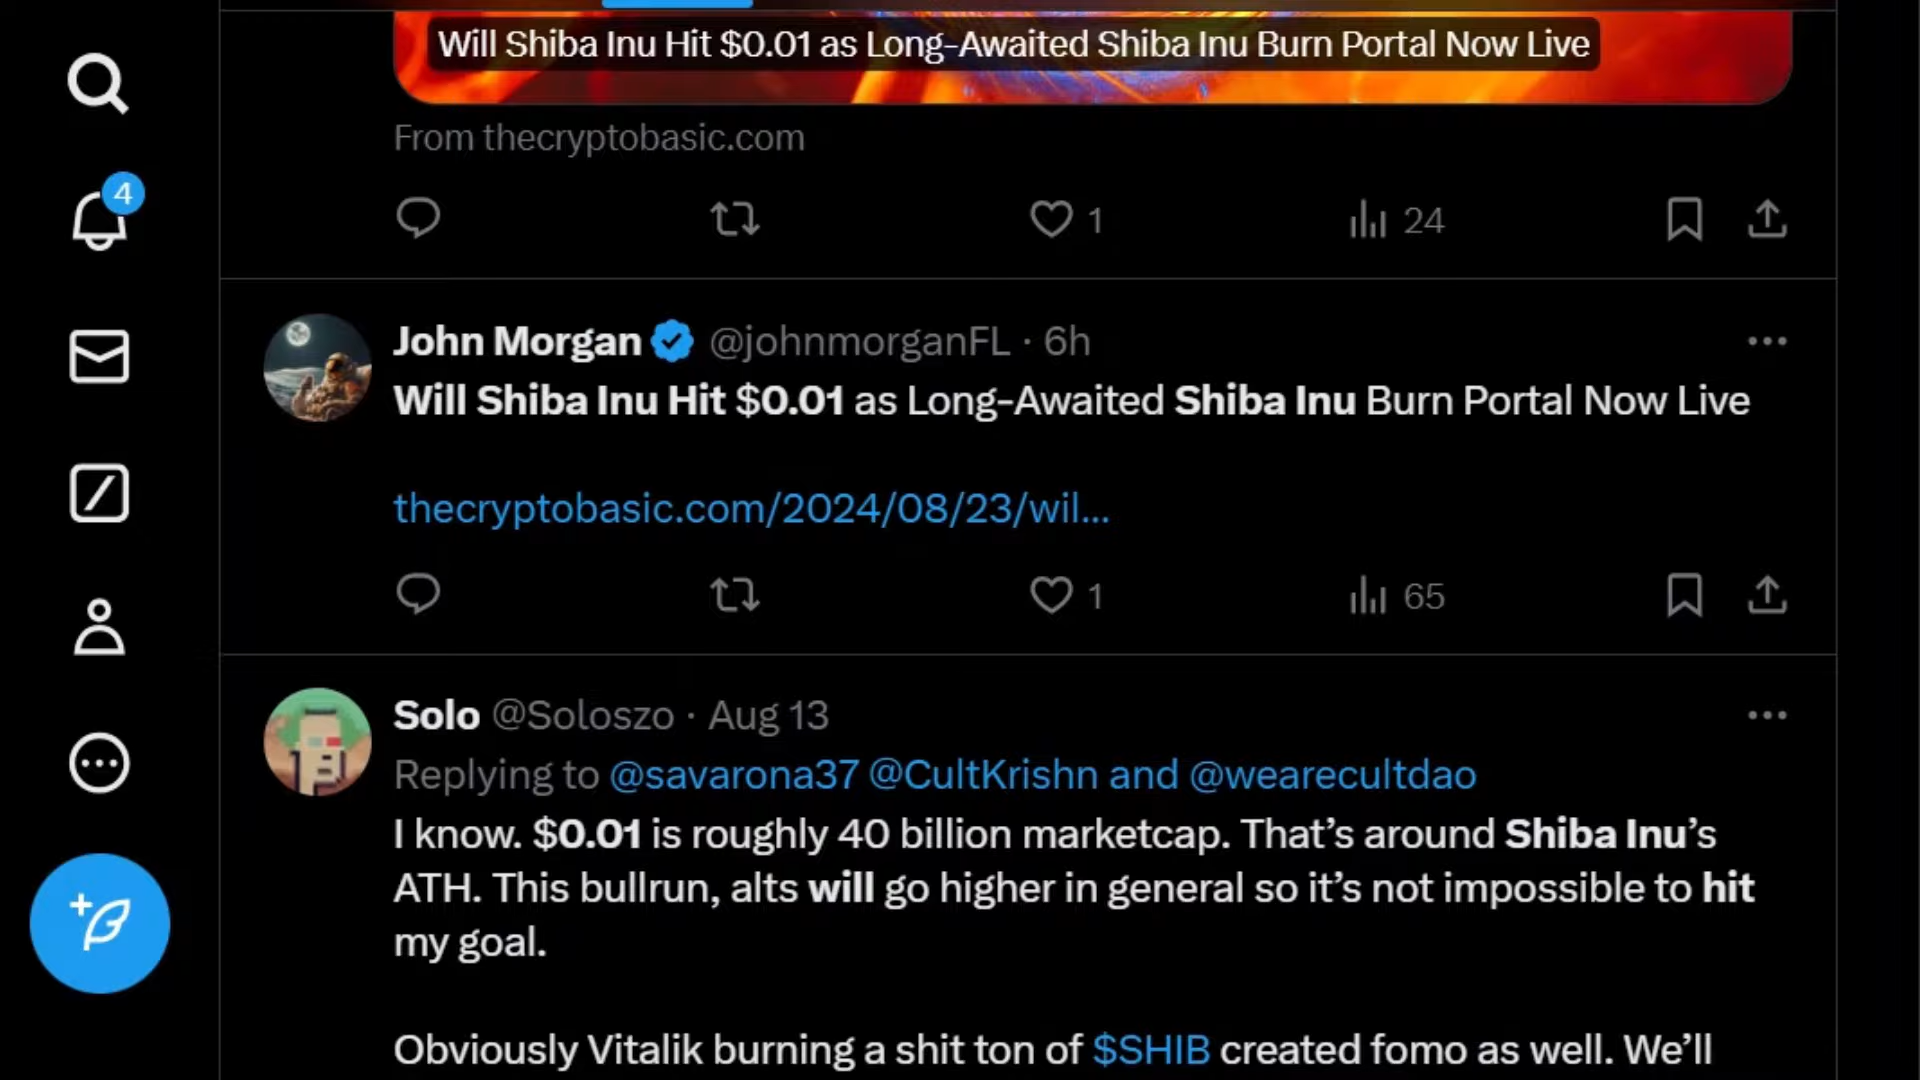 Will Shiba Inu Hit $0.01 as Long-Awaited Shiba Inu Burn Portal Now Live
From thecryptobasic.com
1
24
4
John Morgan @johnmorganFL · 6h
Will Shiba Inu Hit $0.01 as Long-Awaited Shiba Inu Burn Portal Now Live
thecryptobasic.com/2024/08/23/wil...
1
65
Solo @Soloszo · Aug 13
Replying to @savarona37 @CultKrishn and @wearecultdao
I know. $0.01 is roughly 40 billion marketcap. That’s around Shiba Inu’s
ATH. This bullrun, alts will go higher in general so it’s not impossible to hit
my goal.
Obviously Vitalik burning a shit ton of $SHIB created fomo as well. We’ll